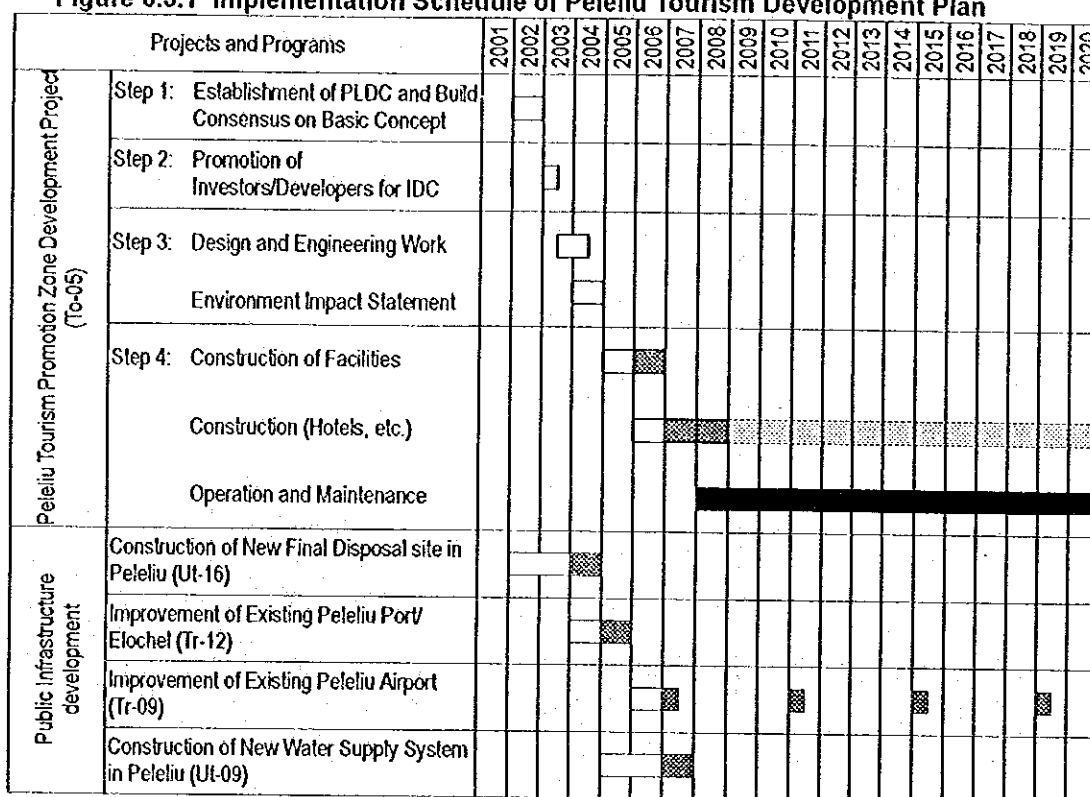 Figure 6.5.1 Implementation Schedule of Peleliu Tourism Development Plan
Projects and Programs
2001 2002 2003 2004 2005 2006 2007 2008 2009 2010 2011 2012 2013 2014 2015 2016 2017 2018 2019 2020
Peleliu Tourism Promotion Zone Development Project
(To-05)
Step 1: Establishment of PLDC and Build
Consensus on Basic Concept
Step 2: Promotion of
Investors/Developers for IDC
Step 3: Design and Engineering Work
Environment Impact Statement
Step 4: Construction of Facilities
Construction (Hotels, etc.)
Operation and Maintenance
Public Infrastructure
development
Construction of New Final Disposal site in
Peleliu (Ut-16)
Improvement of Existing Peleliu Port/
Elochel (Tr-12)
Improvement of Existing Peleliu Airport
(Tr-09)
Construction of New Water Supply System
in Peleliu (Ut-09)